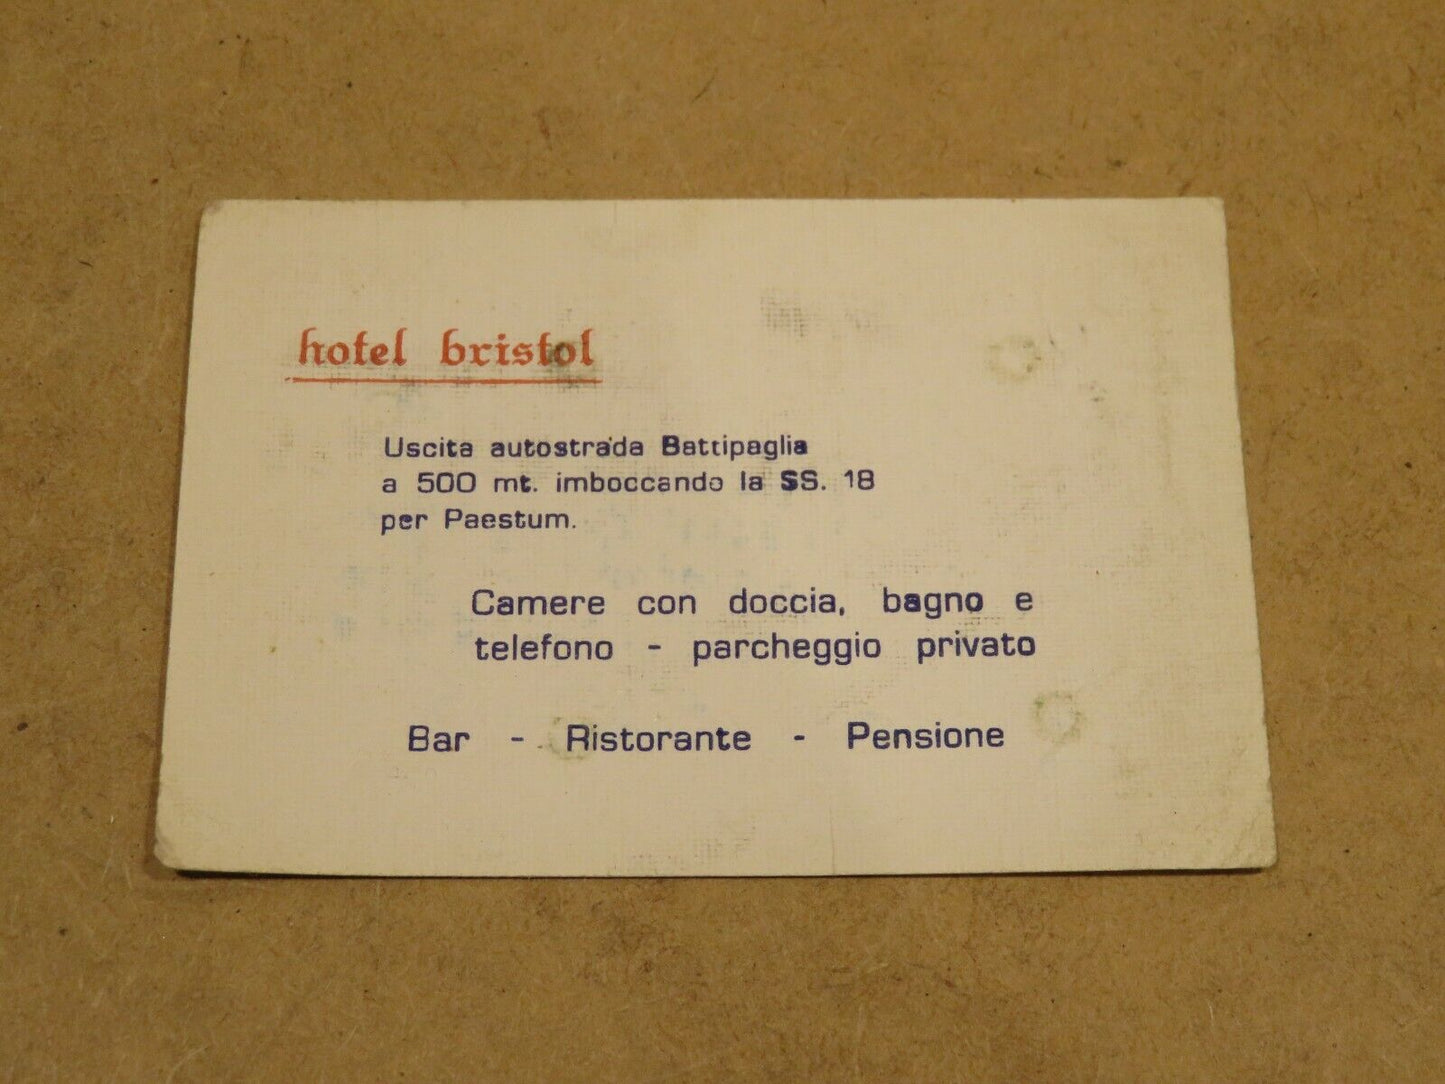 hotel bristol
Uscita autostrada Battipaglia
a 500 mt. imboccando la SS. 18
per Paestum.
Camere con doccia, bagno e
telefono - parcheggio privato
Bar - Ristorante - Pensione